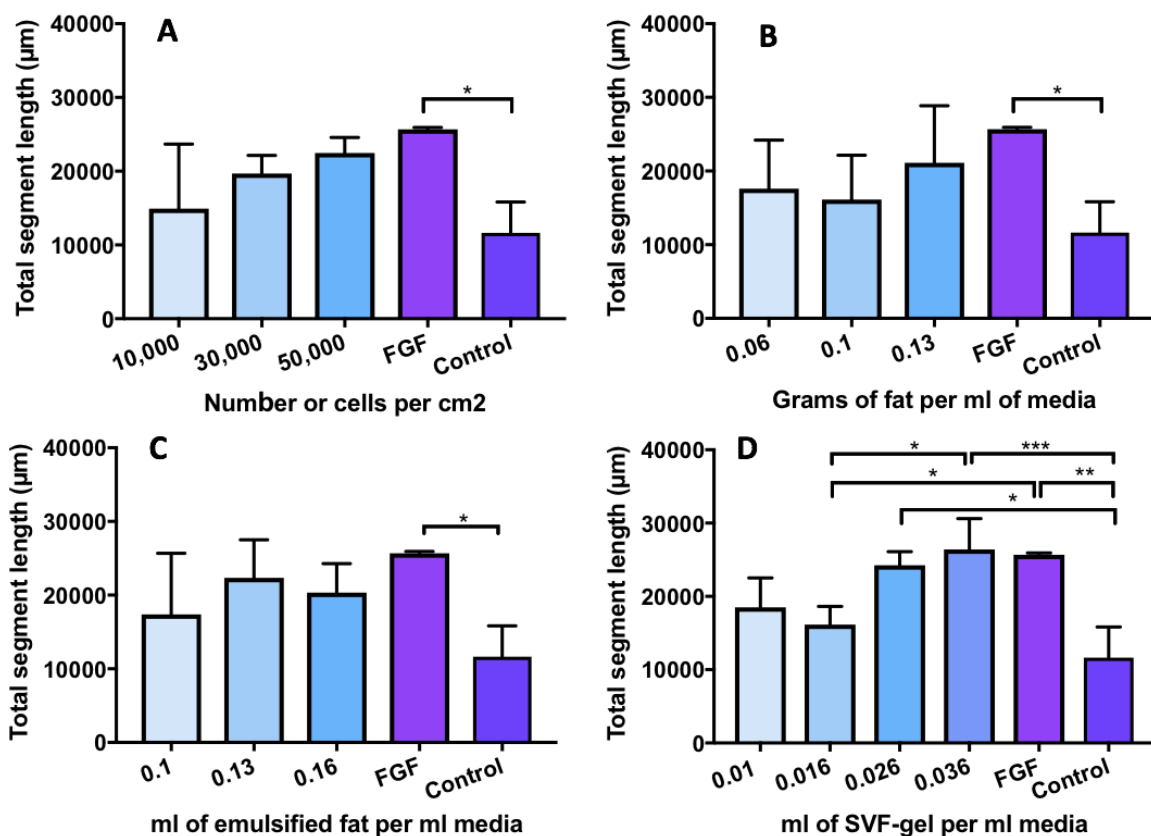 A
Total segment length (µm)
40000
30000
20000
10000
0
*
10,000
30,000
50,000
FGF
Control
Number or cells per cm2
B
Total segment length (µm)
40000
30000
20000
10000
0
*
0.06
0.1
0.13
FGF
Control
Grams of fat per ml of media
C
Total segment length (µm)
40000
30000
20000
10000
0
*
0.1
0.13
0.16
FGF
Control
ml of emulsified fat per ml media
D
Total segment length (µm)
40000
30000
20000
10000
0
*
***
*
**
*
0.01
0.016
0.026
0.036
FGF
Control
ml of SVF-gel per ml media